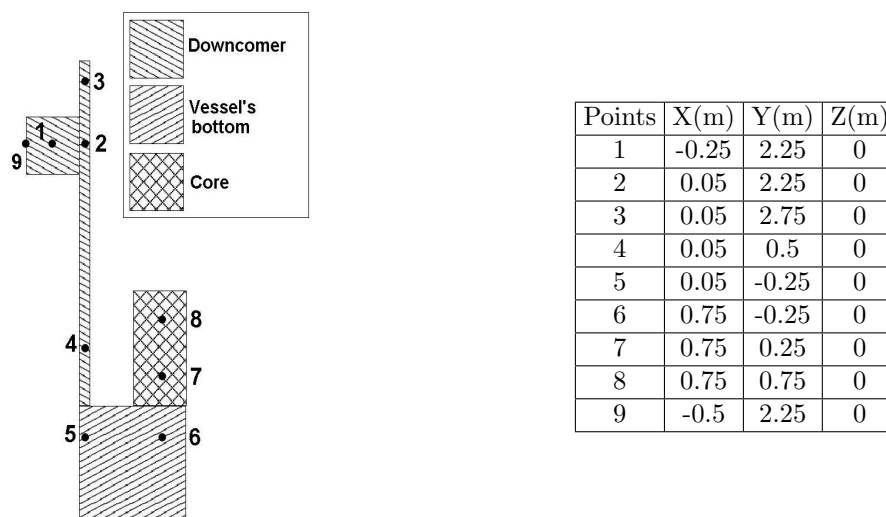 Downcomer
Vessel's
bottom
Core
3
1
2
9
8
4
7
5
6
Points X(m) Y(m) Z(m)
1 -0.25 2.25 0
2 0.05 2.25 0
3 0.05 2.75 0
4 0.05 0.5 0
5 0.05 -0.25 0
6 0.75 -0.25 0
7 0.75 0.25 0
8 0.75 0.75 0
9 -0.5 2.25 0